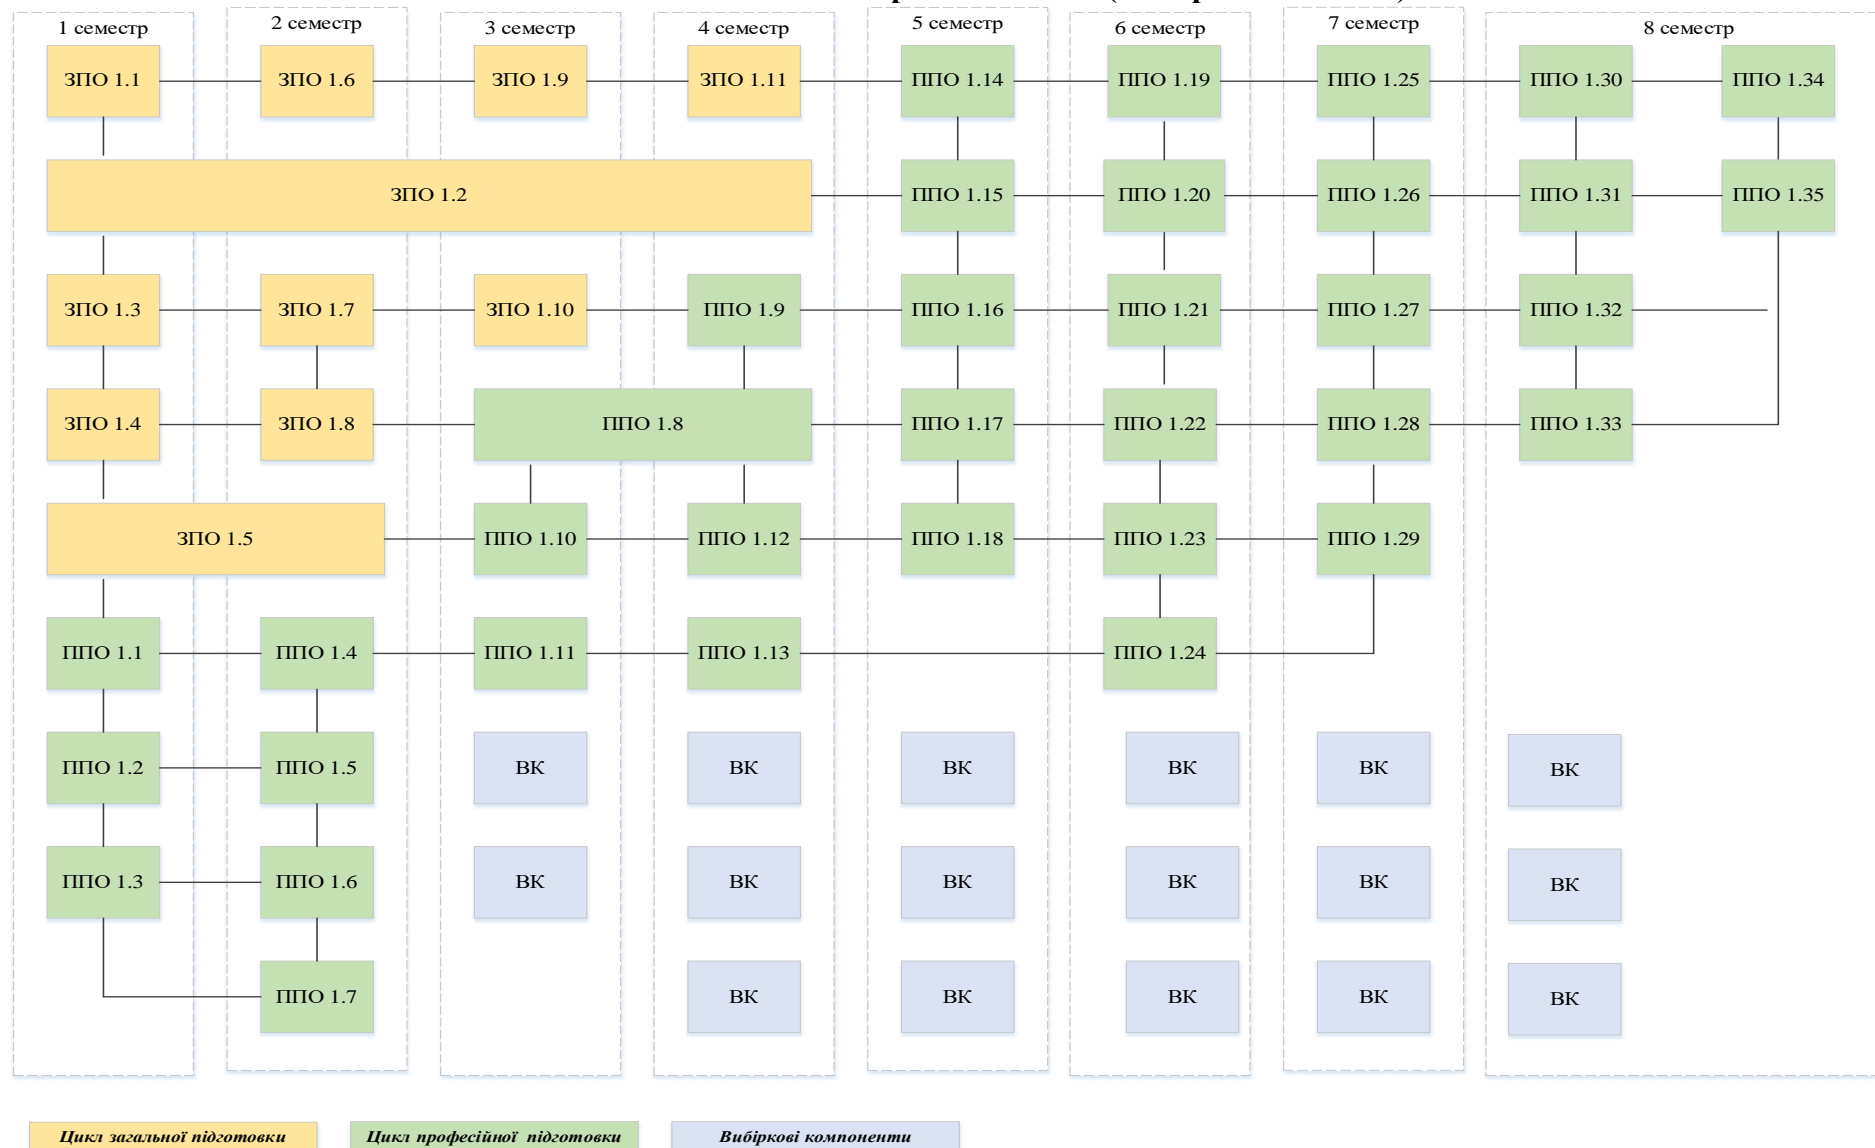 1 семестр 2 семестр 3 семестр 4 семестр 5 семестр 6 семестр 7 семестр 8 семестр
ЗПО 1.1 ЗПО 1.6 ЗПО 1.9 ЗПО 1.11 ППО 1.14 ППО 1.19 ППО 1.25 ППО 1.30 ППО 1.34
ЗПО 1.2 ППО 1.15 ППО 1.20 ППО 1.26 ППО 1.31 ППО 1.35
ЗПО 1.3 ЗПО 1.7 ЗПО 1.10 ППО 1.9 ППО 1.16 ППО 1.21 ППО 1.27 ППО 1.32
ЗПО 1.4 ЗПО 1.8 ППО 1.8 ППО 1.17 ППО 1.22 ППО 1.28 ППО 1.33
ЗПО 1.5 ППО 1.10 ППО 1.12 ППО 1.18 ППО 1.23 ППО 1.29
ППО 1.1 ППО 1.4 ППО 1.11 ППО 1.13 ППО 1.24
ППО 1.2 ППО 1.5 ВК ВК ВК ВК ВК ВК
ППО 1.3 ППО 1.6 ВК ВК ВК ВК ВК ВК
ППО 1.7 ВК ВК ВК ВК ВК
Цикл загальної підготовки Цикл професійної підготовки Вибіркові компоненти